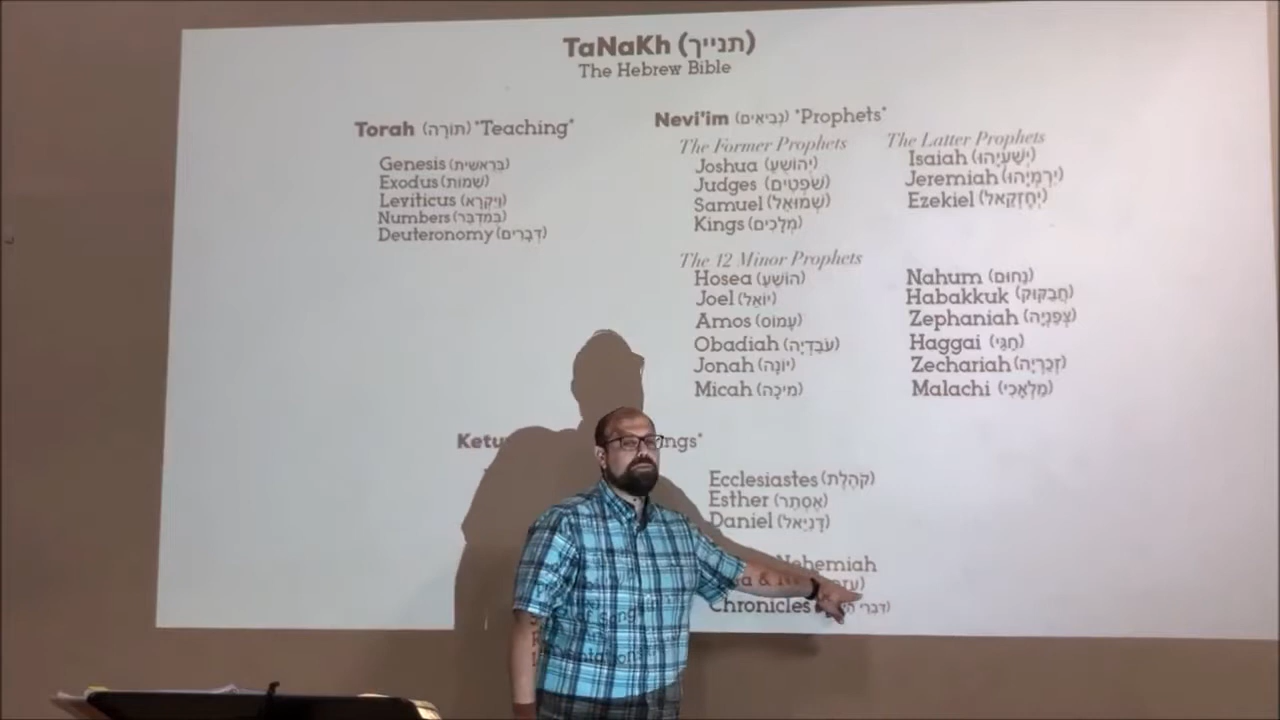 TaNaKh (תנייך)
The Hebrew Bible
Torah (תּוֹרָה) "Teaching"
Genesis (בְּרֵאשִׁית)
Exodus (שְׁמוֹת)
Leviticus (וַיִּקְרָא)
Numbers (בְּמִדְבַּר)
Deuteronomy (דְּבָרִים)
Nevi'im (נְבִיאִים) "Prophets"
The Former Prophets
Joshua (יְהוֹשֻׁעַ)
Judges (שֹׁפְטִים)
Samuel (שְׁמוּאֵל)
Kings (מְלָכִים)
The Latter Prophets
Isaiah (יְשַׁעְיָהוּ)
Jeremiah (יִרְמְיָהוּ)
Ezekiel (יְחֶזְקֵאל)
The 12 Minor Prophets
Hosea (הוֹשֵׁעַ)
Joel (יוֹאֵל)
Amos (עָמוֹס)
Obadiah (עֹבַדְיָה)
Jonah (יוֹנָה)
Micah (מִיכָה)
Nahum (נַחוּם)
Habakkuk (חֲבַקּוּק)
Zephaniah (צְפַנְיָה)
Haggai (חַגַּי)
Zechariah (זְכַרְיָה)
Malachi (מַלְאָכִי)
Ecclesiastes (קֹהֶלֶת)
Esther (אֶסְתֵּר)
Daniel (דָּנִיֵּאל)
Nehemiah
Chronicles